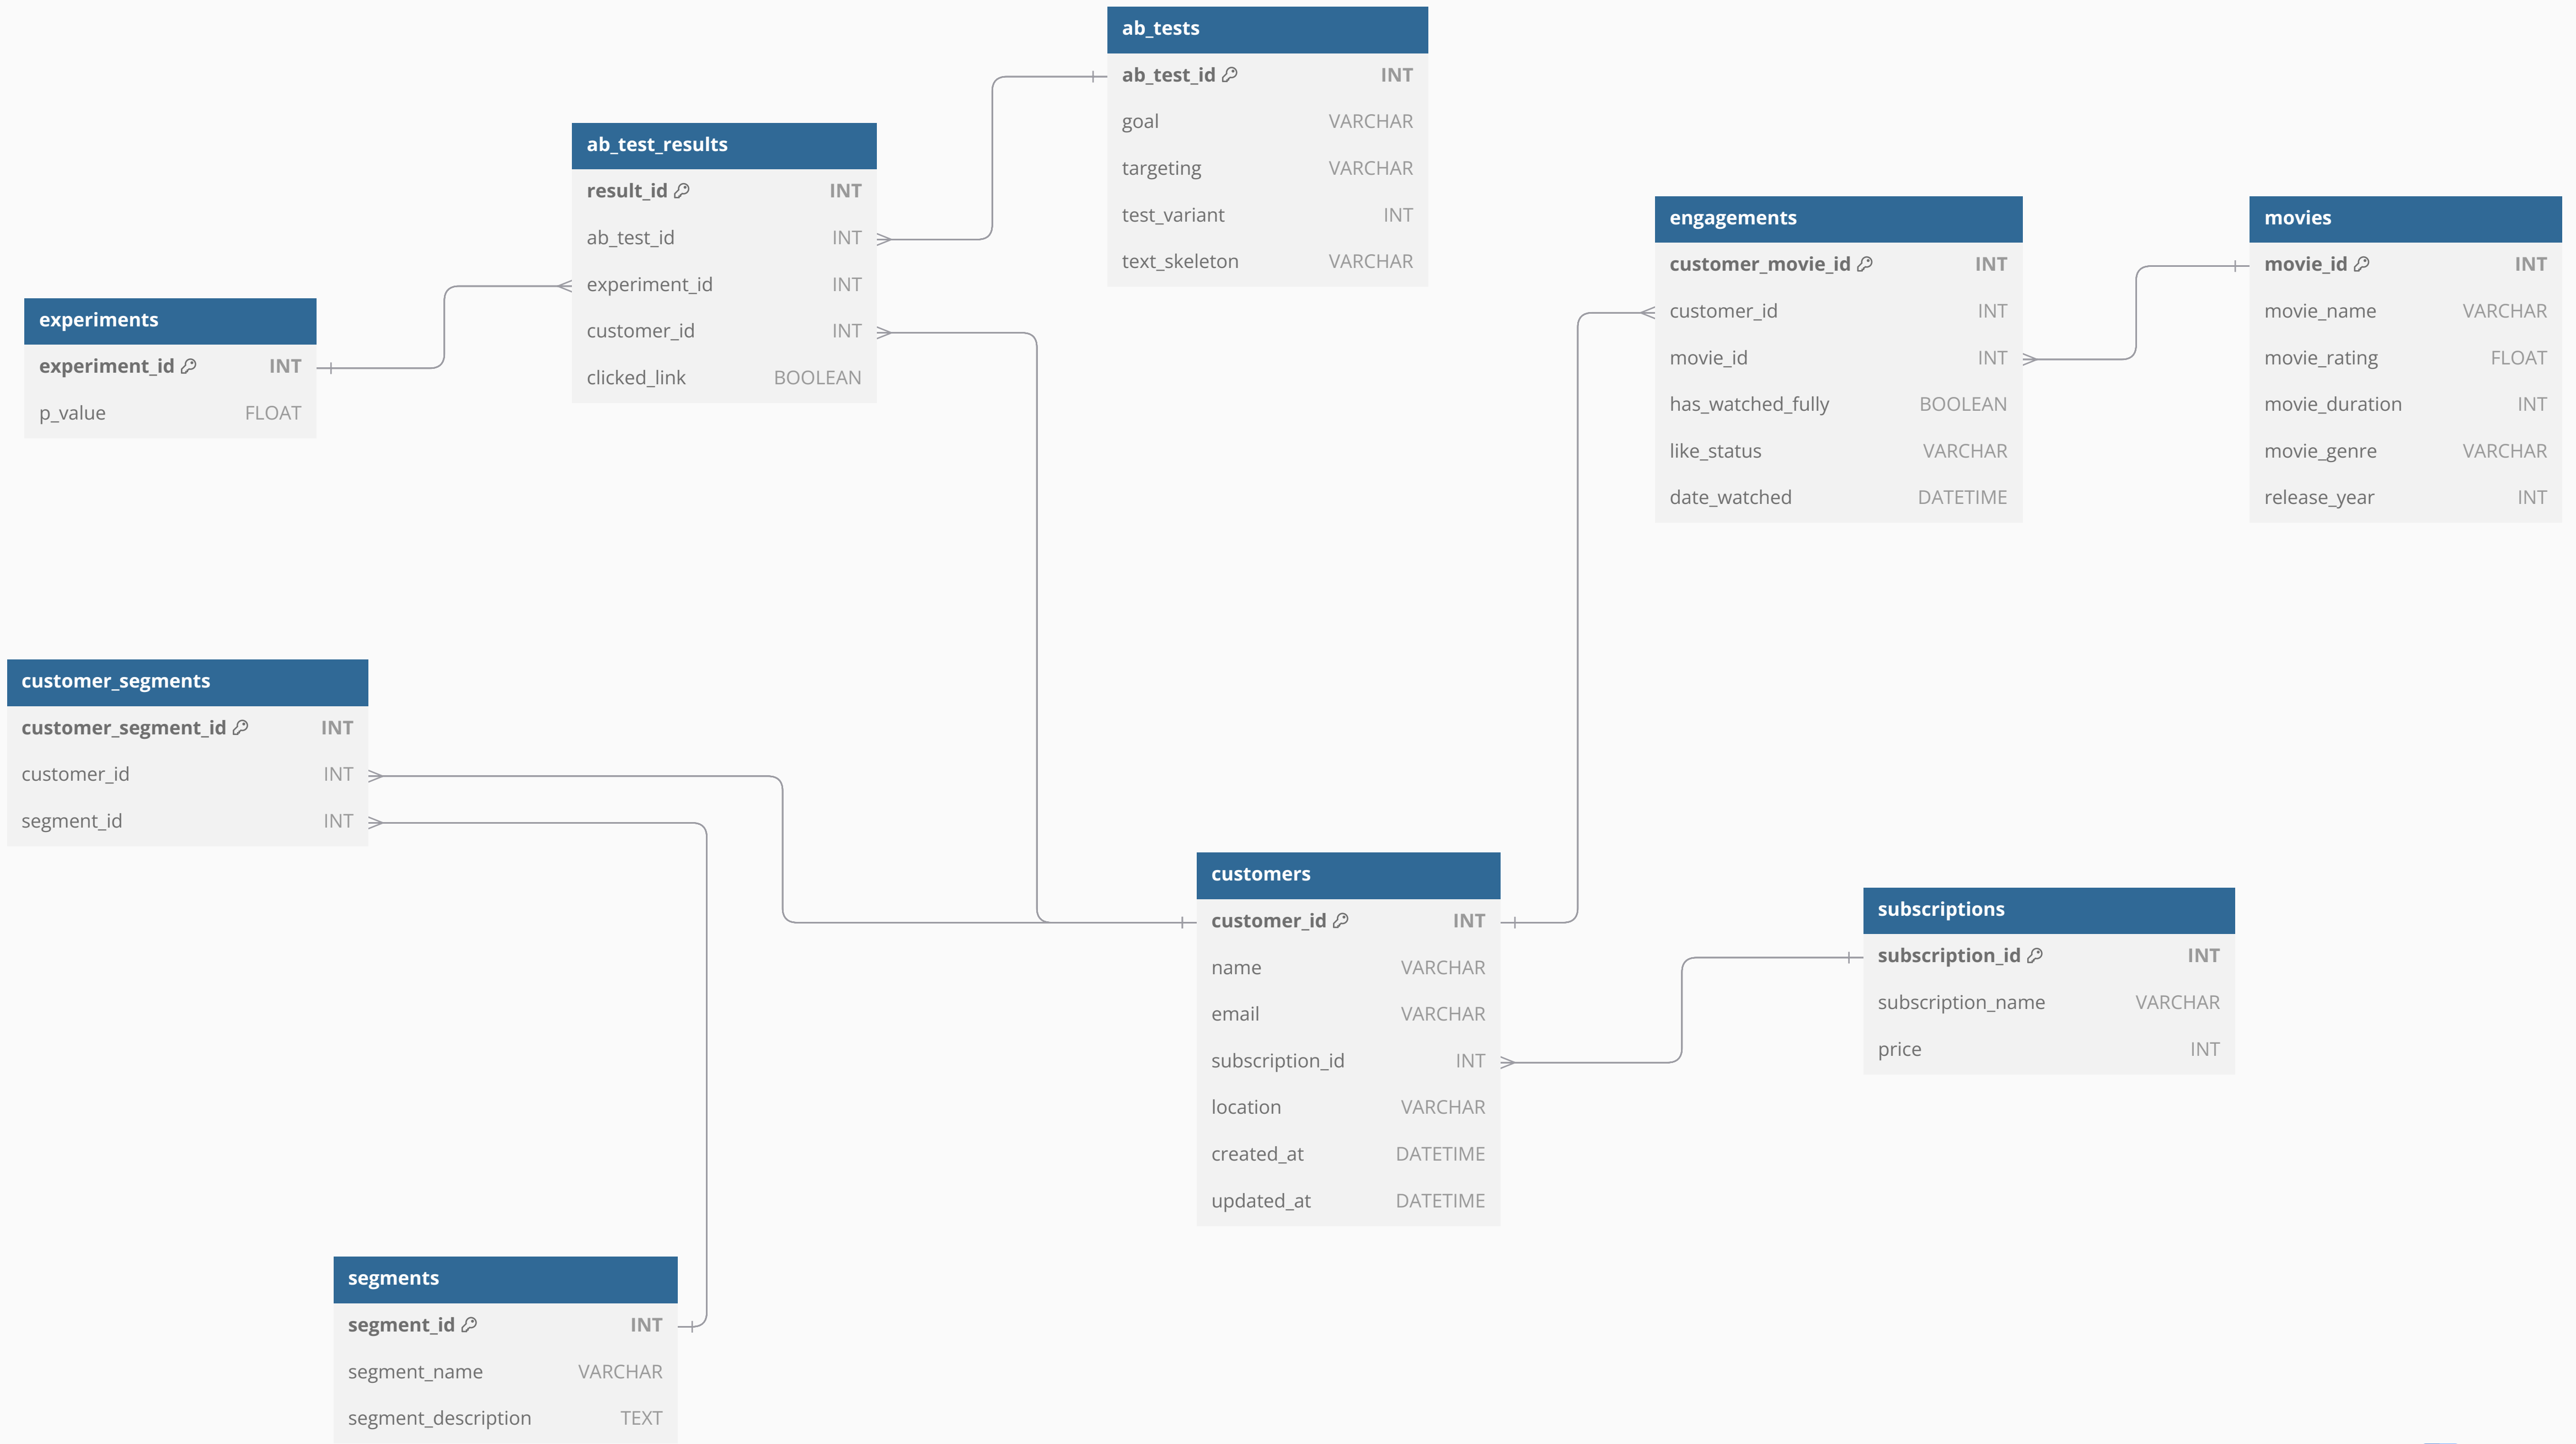 ab_tests
ab_test_id INT
goal VARCHAR
targeting VARCHAR
test_variant INT
text_skeleton VARCHAR
ab_test_results
result_id INT
ab_test_id INT
experiment_id INT
customer_id INT
clicked_link BOOLEAN
experiments
experiment_id INT
p_value FLOAT
engagements
customer_movie_id INT
customer_id INT
movie_id INT
has_watched_fully BOOLEAN
like_status VARCHAR
date_watched DATETIME
movies
movie_id INT
movie_name VARCHAR
movie_rating FLOAT
movie_duration INT
movie_genre VARCHAR
release_year INT
customer_segments
customer_segment_id INT
customer_id INT
segment_id INT
customers
customer_id INT
name VARCHAR
email VARCHAR
subscription_id INT
location VARCHAR
created_at DATETIME
updated_at DATETIME
subscriptions
subscription_id INT
subscription_name VARCHAR
price INT
segments
segment_id INT
segment_name VARCHAR
segment_description TEXT